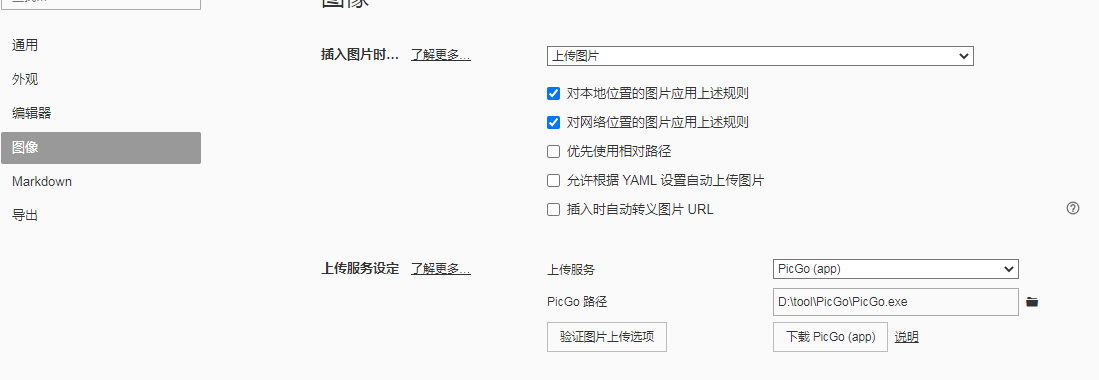 图像
通用
外观
编辑器
图像
Markdown
导出
插入图片时... 了解更多... 上传图片
对本地位置的图片应用上述规则
对网络位置的图片应用上述规则
优先使用相对路径
允许根据 YAML 设置自动上传图片
插入时自动转义图片 URL
上传服务设定 了解更多... 上传服务 PicGo (app)
PicGo 路径 D:\tool\PicGo\PicGo.exe
验证图片上传选项 下载 PicGo (app) 说明